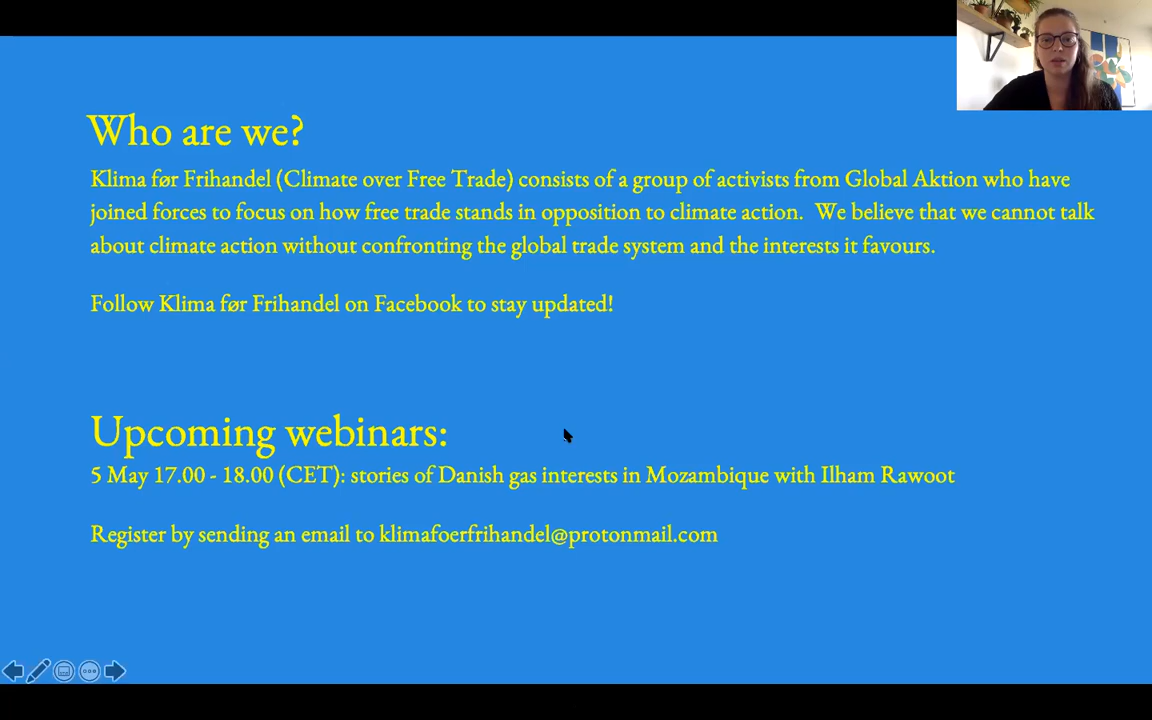 Who are we?
Klima før Frihandel (Climate over Free Trade) consists of a group of activists from Global Aktion who have
joined forces to focus on how free trade stands in opposition to climate action.  We believe that we cannot talk
about climate action without confronting the global trade system and the interests it favours.
Follow Klima før Frihandel on Facebook to stay updated!
Upcoming webinars:
5 May 17.00 - 18.00 (CET): stories of Danish gas interests in Mozambique with Ilham Rawoot
Register by sending an email to klimafoerfrihandel@protonmail.com